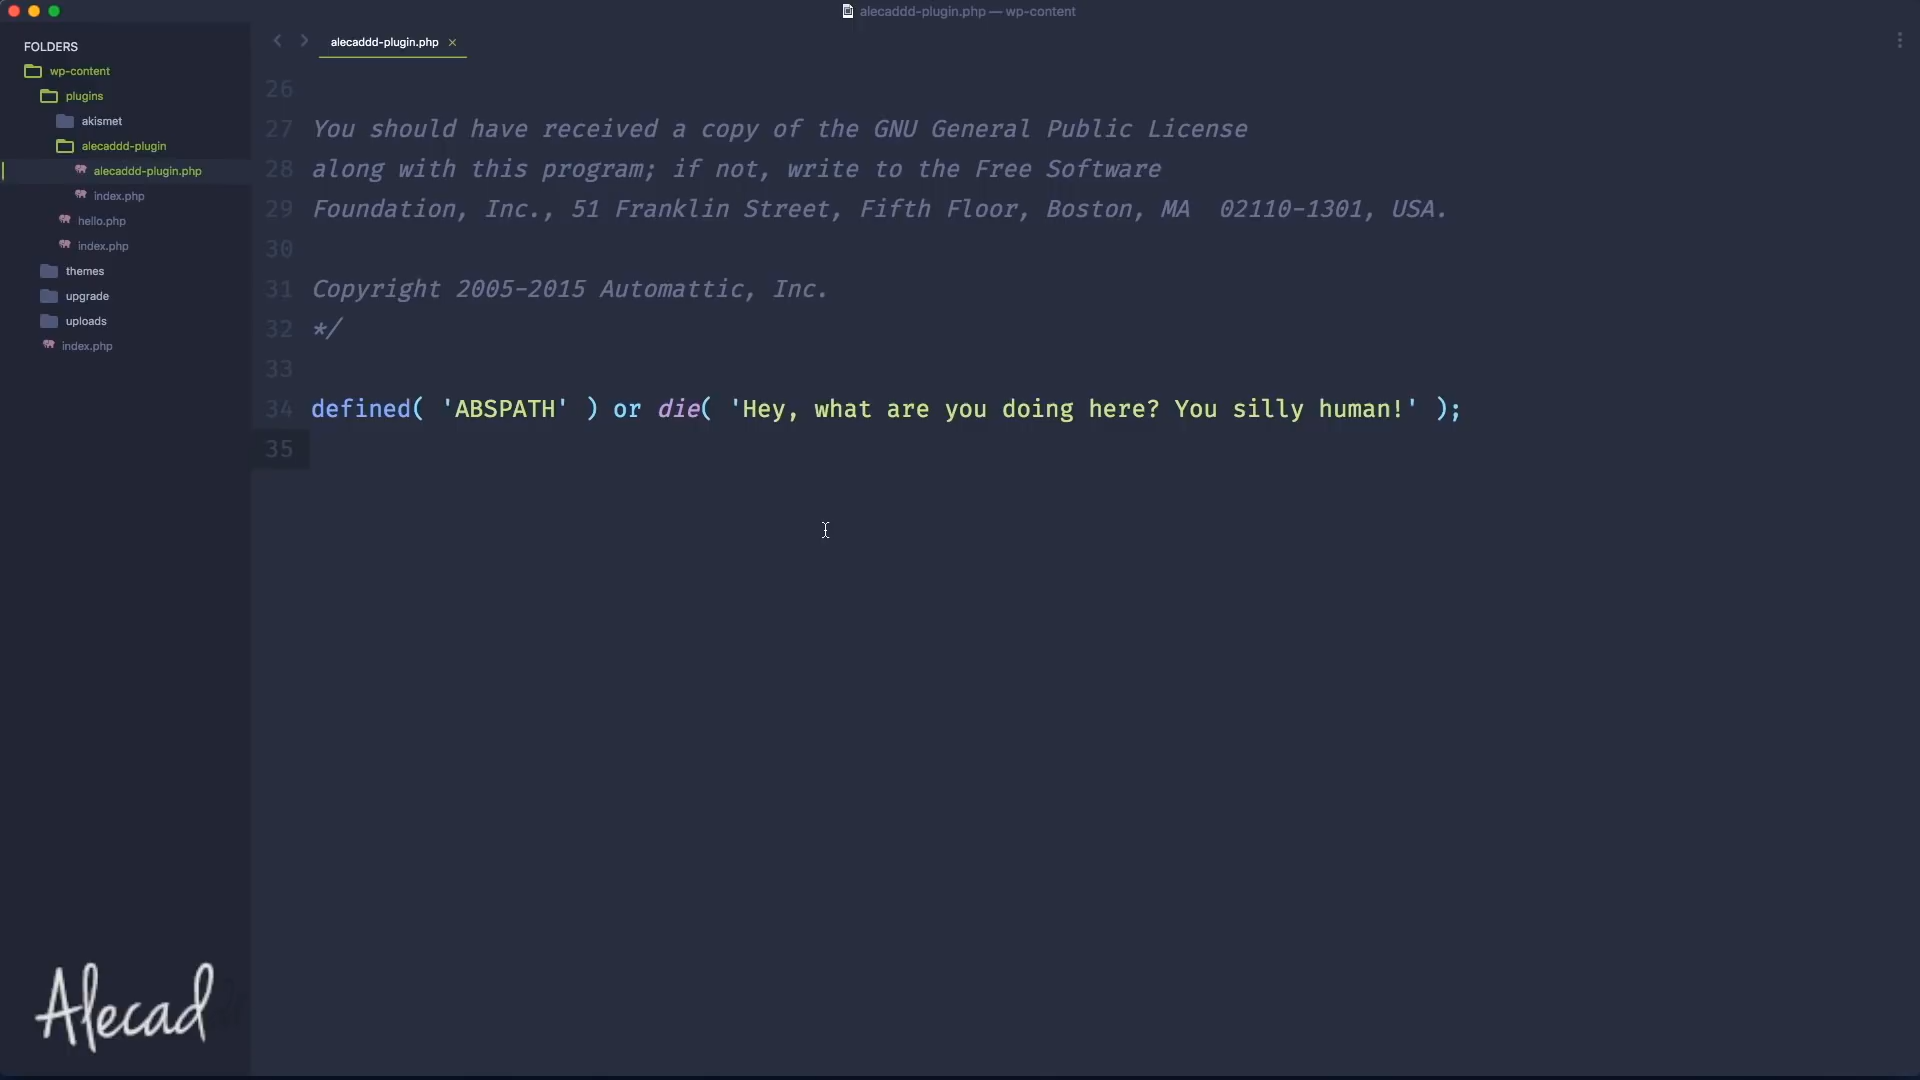 alecaddd-plugin.php — wp-content
FOLDERS
wp-content
plugins
akismet
alecaddd-plugin
alecaddd-plugin.php
index.php
hello.php
index.php
themes
upgrade
uploads
index.php
alecaddd-plugin.php ×
26
27 You should have received a copy of the GNU General Public License
28 along with this program; if not, write to the Free Software
29 Foundation, Inc., 51 Franklin Street, Fifth Floor, Boston, MA  02110-1301, USA.
30
31 Copyright 2005-2015 Automattic, Inc.
32 */
33
34 defined( 'ABSPATH' ) or die( 'Hey, what are you doing here? You silly human!' );
35
Alecad